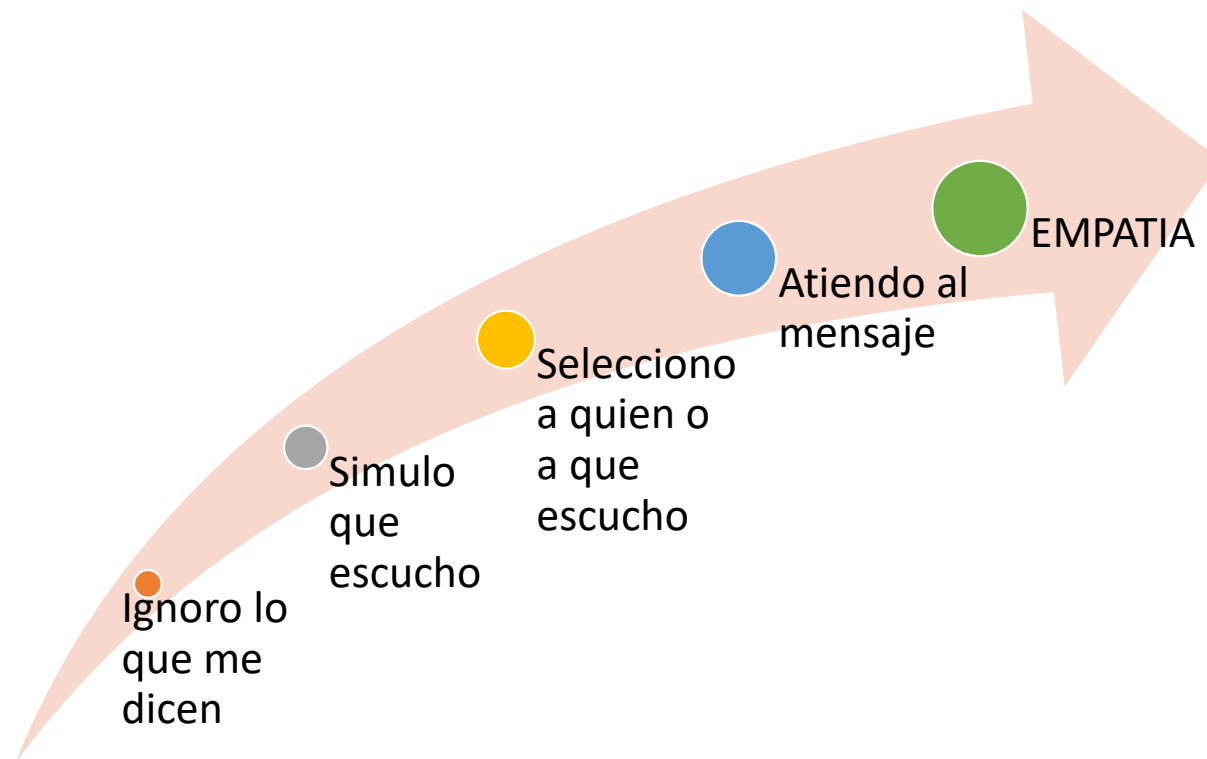 Ignoro lo
que me
dicen
Simulo
que
escucho
Selecciono
a quien o
a que
escucho
Atiendo al
mensaje
EMPATIA